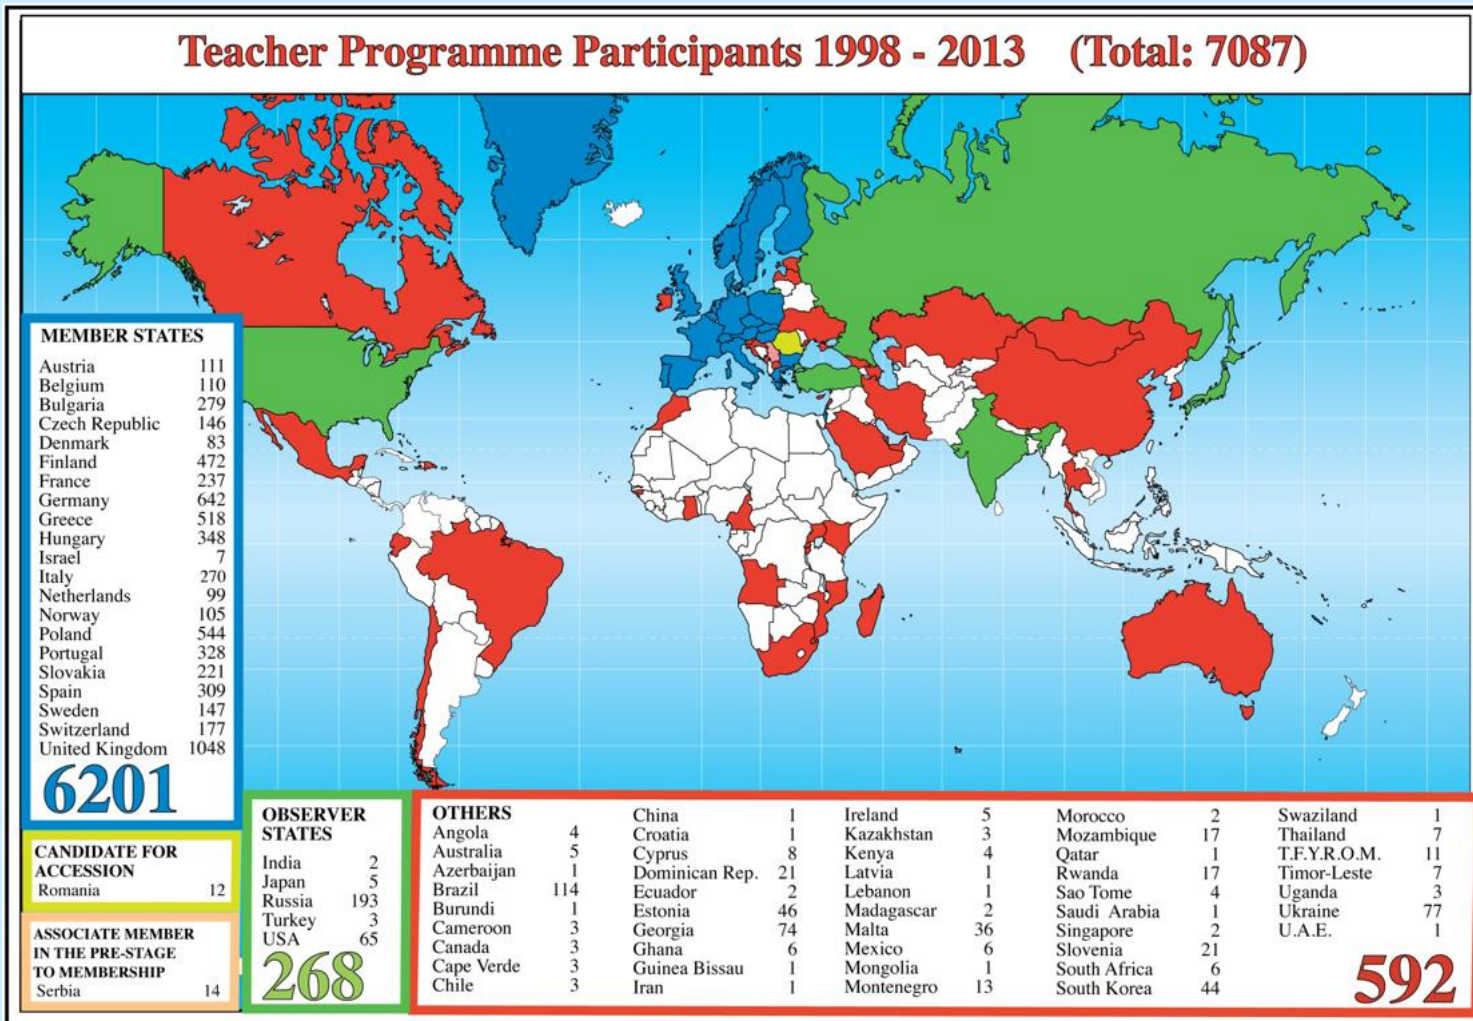 Teacher Programme Participants 1998 - 2013 (Total: 7087)
MEMBER STATES
Austria 111
Belgium 110
Bulgaria 279
Czech Republic 146
Denmark 83
Finland 472
France 237
Germany 642
Greece 518
Hungary 348
Israel 7
Italy 270
Netherlands 99
Norway 105
Poland 544
Portugal 328
Slovakia 221
Spain 309
Sweden 147
Switzerland 177
United Kingdom 1048
6201
CANDIDATE FOR
ACCESSION
Romania 12
ASSOCIATE MEMBER
IN THE PRE-STAGE
TO MEMBERSHIP
Serbia 14
OBSERVER
STATES
India 2
Japan 5
Russia 193
Turkey 3
USA 65
268
OTHERS
Angola 4
Australia 5
Azerbaijan 1
Brazil 114
Burundi 1
Cameroon 3
Canada 3
Cape Verde 3
Chile 3
China 1
Croatia 1
Cyprus 8
Dominican Rep. 21
Ecuador 2
Estonia 46
Georgia 74
Ghana 6
Guinea Bissau 1
Iran 1
Ireland 5
Kazakhstan 3
Kenya 4
Latvia 1
Lebanon 1
Madagascar 2
Malta 36
Mexico 6
Mongolia 1
Montenegro 13
Morocco 2
Mozambique 17
Qatar 1
Rwanda 17
Sao Tome 4
Saudi Arabia 1
Singapore 2
Slovenia 21
South Africa 6
South Korea 44
Swaziland 1
Thailand 7
T.F.Y.R.O.M. 11
Timor-Leste 7
Uganda 3
Ukraine 77
U.A.E. 1
592